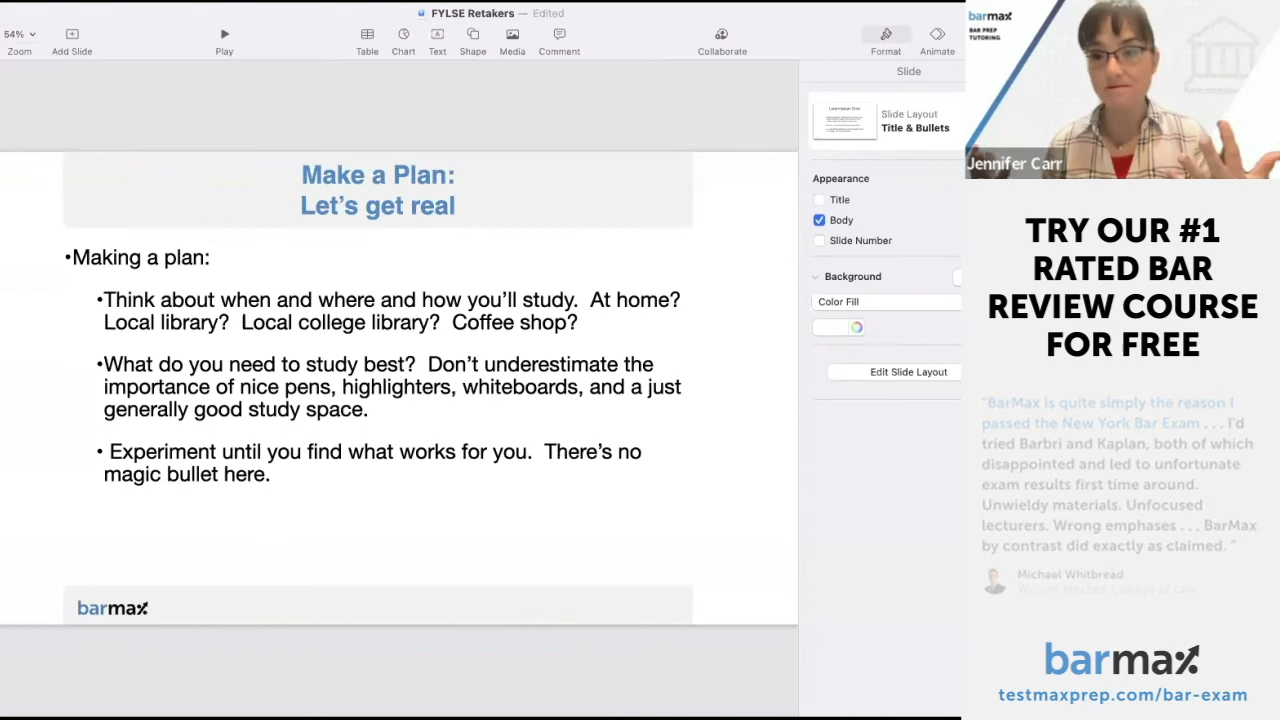 FYLSE Retakers — Edited
54%
Zoom
Add Slide
Play
Table
Chart
Text
Shape
Media
Comment
Collaborate
Format
Animate
Slide
Slide Layout
Title & Bullets
Appearance
Title
Body
Slide Number
Background
Color Fill
Edit Slide Layout
Make a Plan:
Let's get real
•Making a plan:
•Think about when and where and how you'll study. At home?
Local library? Local college library? Coffee shop?
•What do you need to study best? Don't underestimate the
importance of nice pens, highlighters, whiteboards, and a just
generally good study space.
• Experiment until you find what works for you. There's no
magic bullet here.
barmax
barmax
BAR PREP
TUTORING
Jennifer Carr
TRY OUR #1
RATED BAR
REVIEW COURSE
FOR FREE
"BarMax is quite simply the reason I
passed the New York Bar Exam . . . I'd
tried Barbri and Kaplan, both of which
disappointed and led to unfortunate
exam results first time around.
Unwieldy materials. Unfocused
lecturers. Wrong emphases . . . BarMax
by contrast did exactly as claimed. "
Michael Whitbread
William Mitchell College of Law
barmax
testmaxprep.com/bar-exam